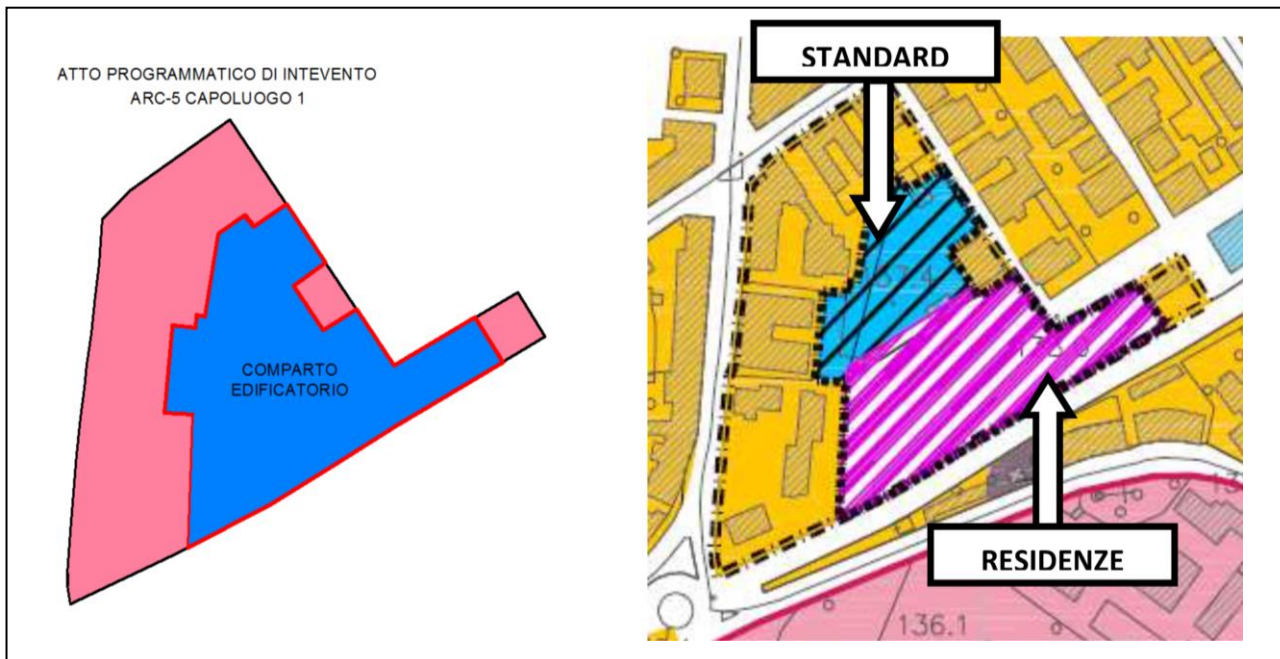 ATTO PROGRAMMATICO DI INTEVENTO
ARC-5 CAPOLUOGO 1
COMPARTO
EDIFICATORIO
STANDARD
RESIDENZE
136.1